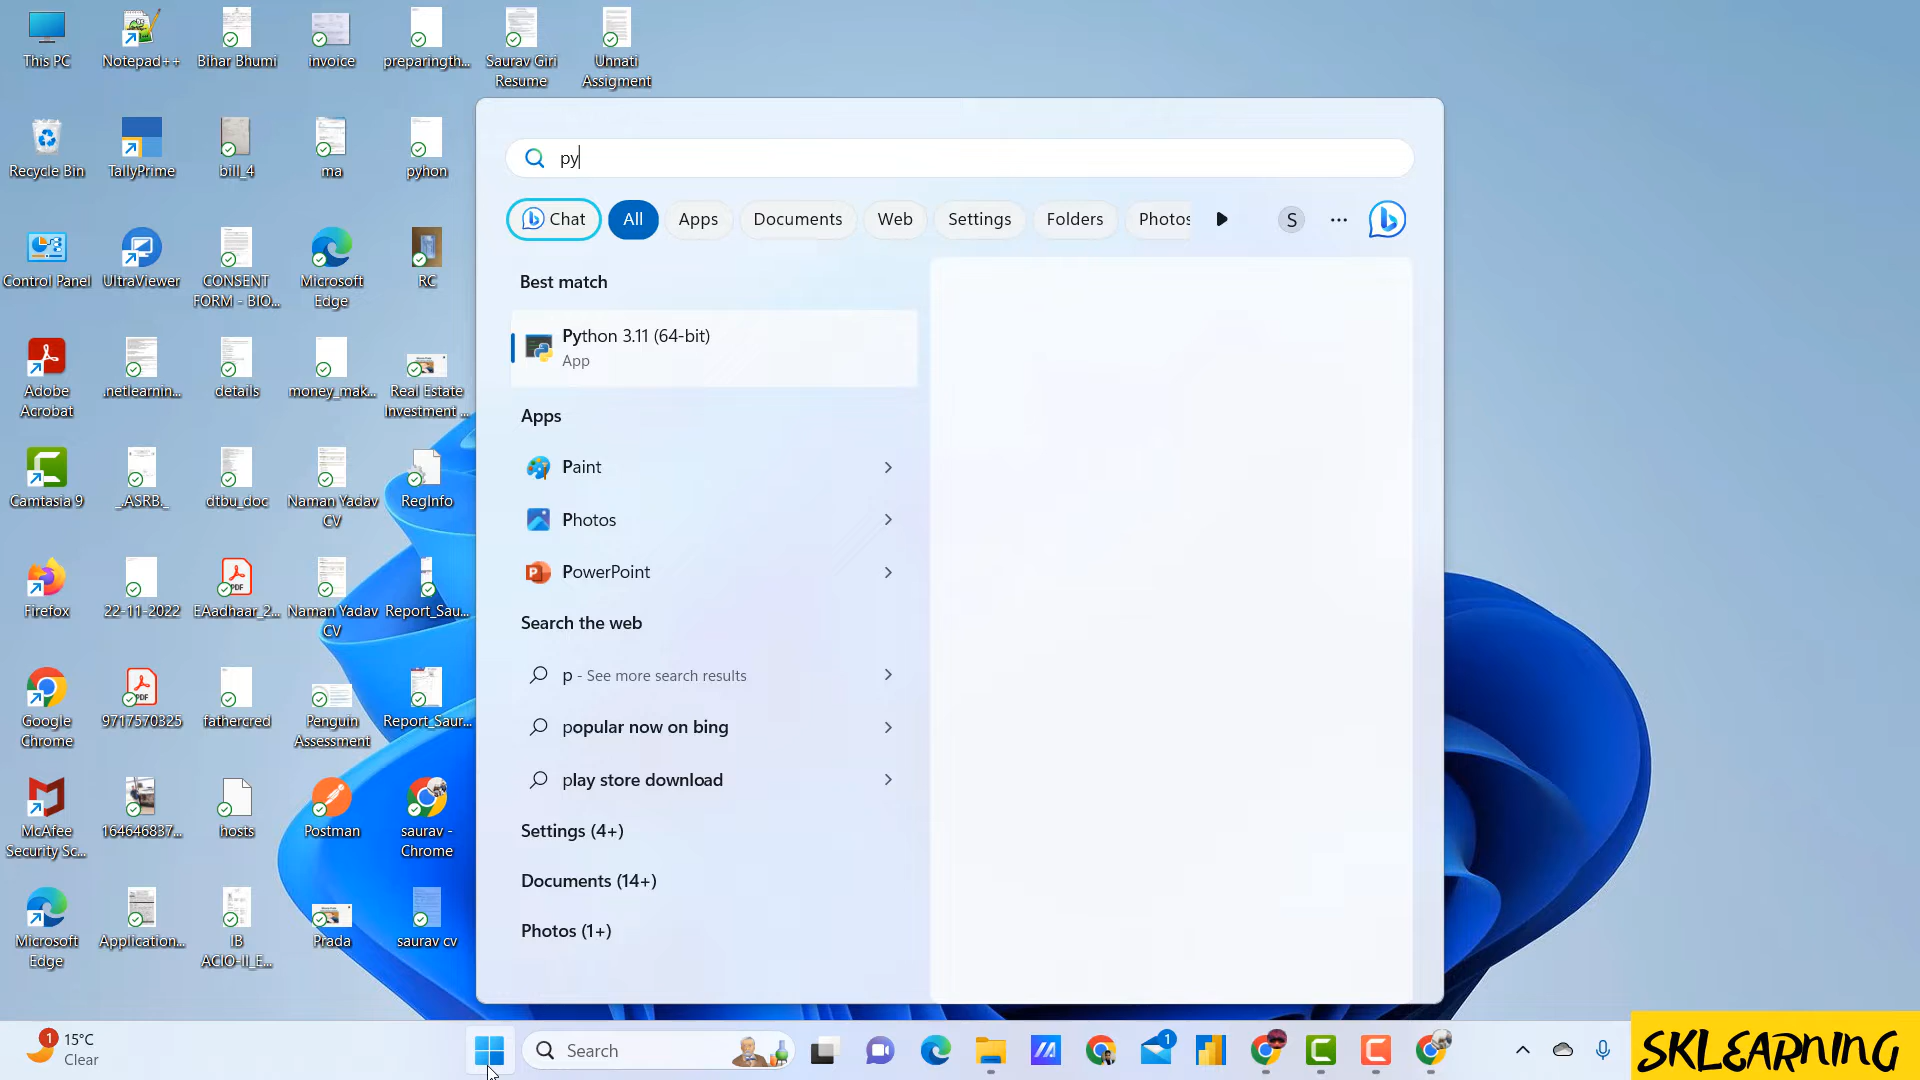 This PC
Notepad++
Bihar Bhumi
invoice
preparingth...
Saurav Giri
Resume
Unnati
Assigment
Recycle Bin
TallyPrime
bill_4
ma
pyhon
Control Panel
UltraViewer
CONSENT
FORM - BIO...
Microsoft
Edge
RC
Adobe
Acrobat
.netlearnin...
details
money_mak...
Real Estate
Investment ...
Camtasia 9
_.ASRB._
dtbu_doc
Naman Yadav
CV
RegInfo
Firefox
22-11-2022
EAadhaar_2...
Naman Yadav
CV
Report_Sau...
Google
Chrome
9717570325
fathercred
Penguin
Assessment
Report_Saur...
McAfee
Security Sc...
164646837...
hosts
Postman
saurav -
Chrome
Microsoft
Edge
Application...
IB
ACIO-II_E...
Prada
saurav cv
py
Chat
All
Apps
Documents
Web
Settings
Folders
Photos
S
Best match
Python 3.11 (64-bit)
App
Apps
Paint
Photos
PowerPoint
Search the web
p - See more search results
popular now on bing
play store download
Settings (4+)
Documents (14+)
Photos (1+)
1
15°C
Clear
Search
1
SKLEARNING